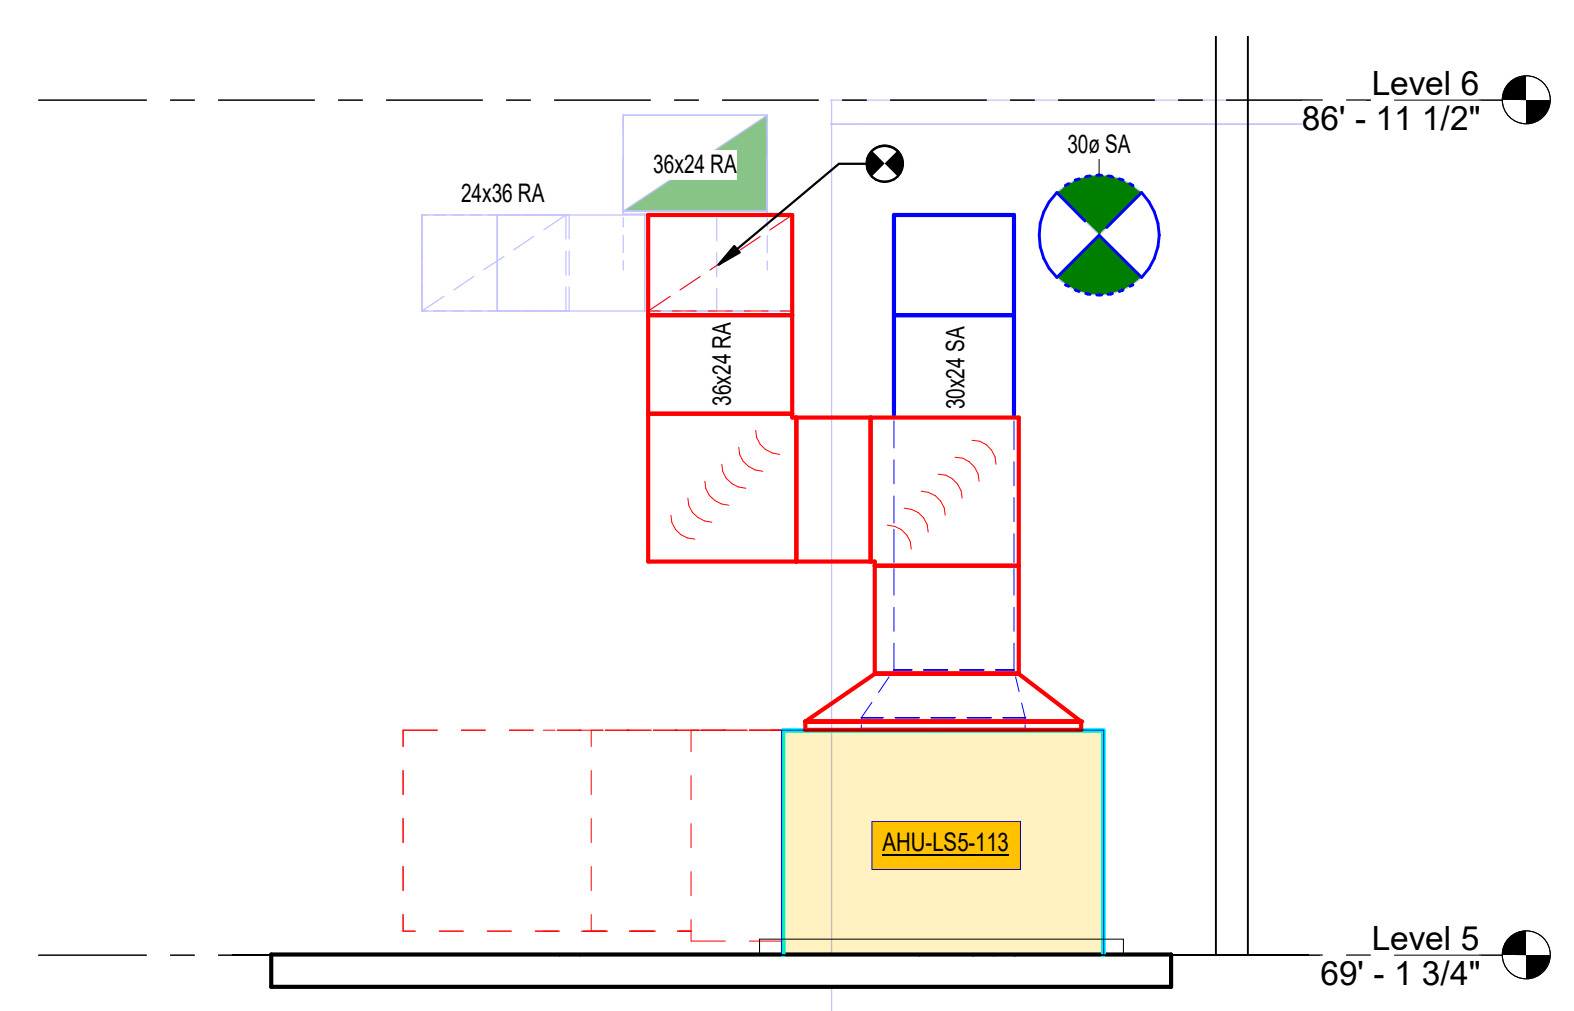 Level 6
86' - 11 1/2"
30ø SA
36x24 RA
24x36 RA
36x24 RA
30x24 SA
AHU-LS5-113
Level 5
69' - 1 3/4"